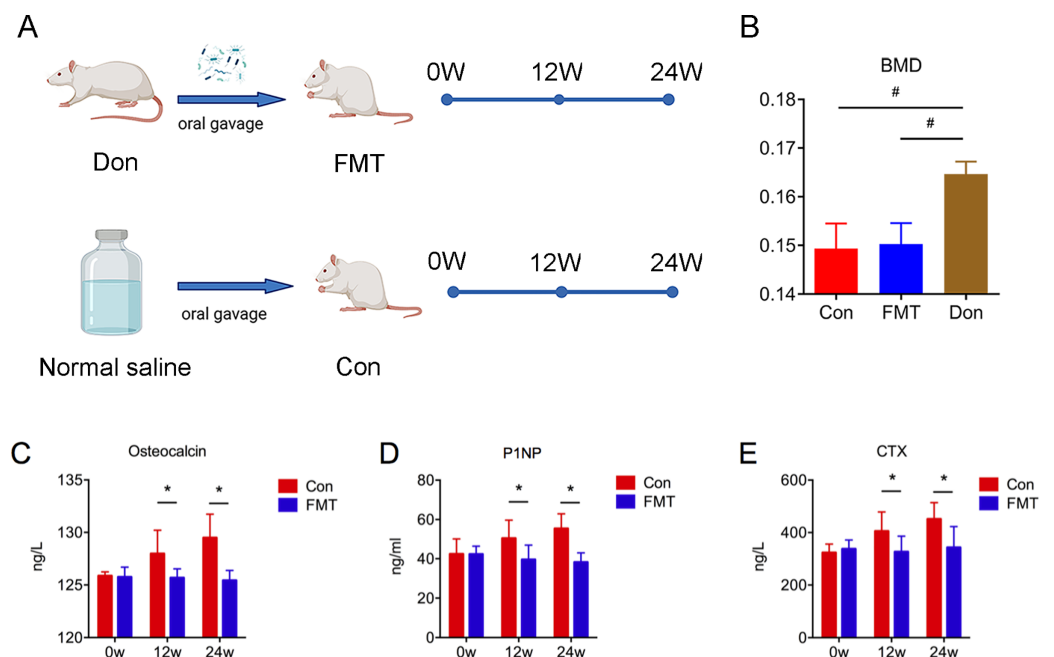 A
oral gavage
Don
FMT
0W 12W 24W
Normal saline
oral gavage
Con
0W 12W 24W
B
BMD
0.18
0.17
0.16
0.15
0.14
#
#
Con FMT Don
C
Osteocalcin
ng/L
135
130
125
120
* *
0w 12w 24w
Con
FMT
D
P1NP
ng/ml
80
60
40
20
0
* *
0w 12w 24w
Con
FMT
E
CTX
ng/L
600
400
200
0
* *
0w 12w 24w
Con
FMT